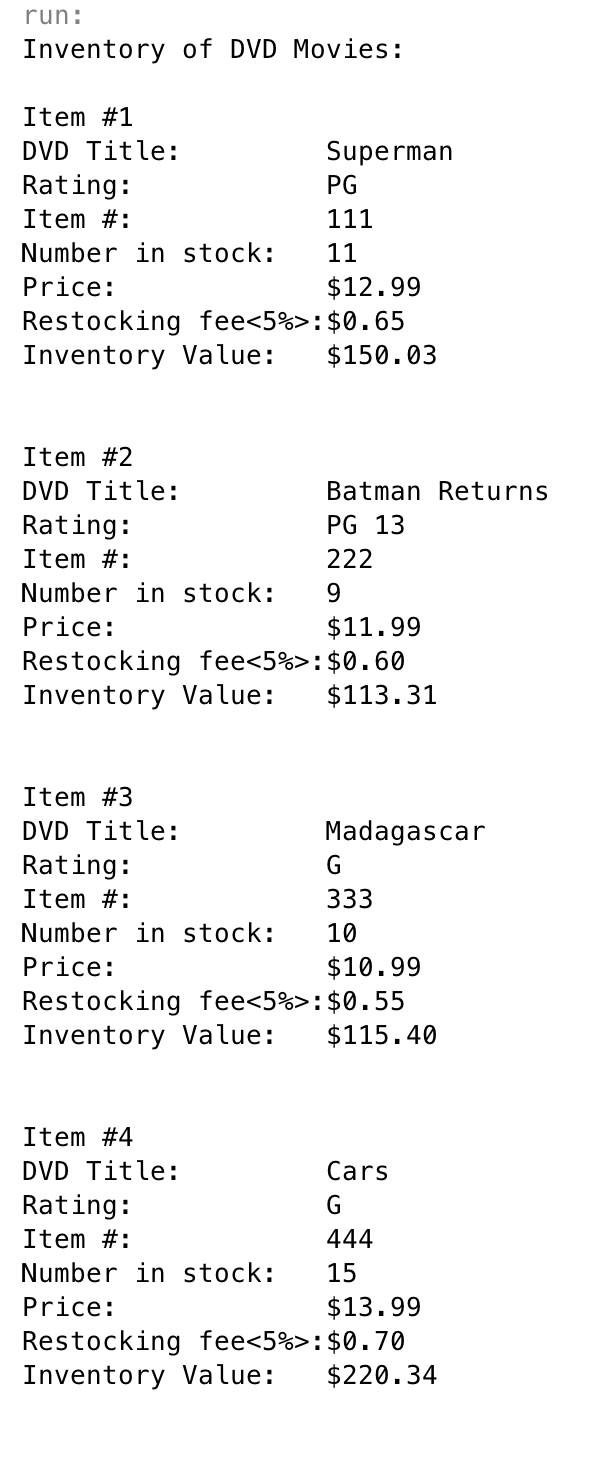 run:
Inventory of DVD Movies:
Item #1
DVD Title: Superman
Rating: PG
Item #: 111
Number in stock: 11
Price: $12.99
Restocking fee<5%>:$0.65
Inventory Value: $150.03
Item #2
DVD Title: Batman Returns
Rating: PG 13
Item #: 222
Number in stock: 9
Price: $11.99
Restocking fee<5%>:$0.60
Inventory Value: $113.31
Item #3
DVD Title: Madagascar
Rating: G
Item #: 333
Number in stock: 10
Price: $10.99
Restocking fee<5%>:$0.55
Inventory Value: $115.40
Item #4
DVD Title: Cars
Rating: G
Item #: 444
Number in stock: 15
Price: $13.99
Restocking fee<5%>:$0.70
Inventory Value: $220.34